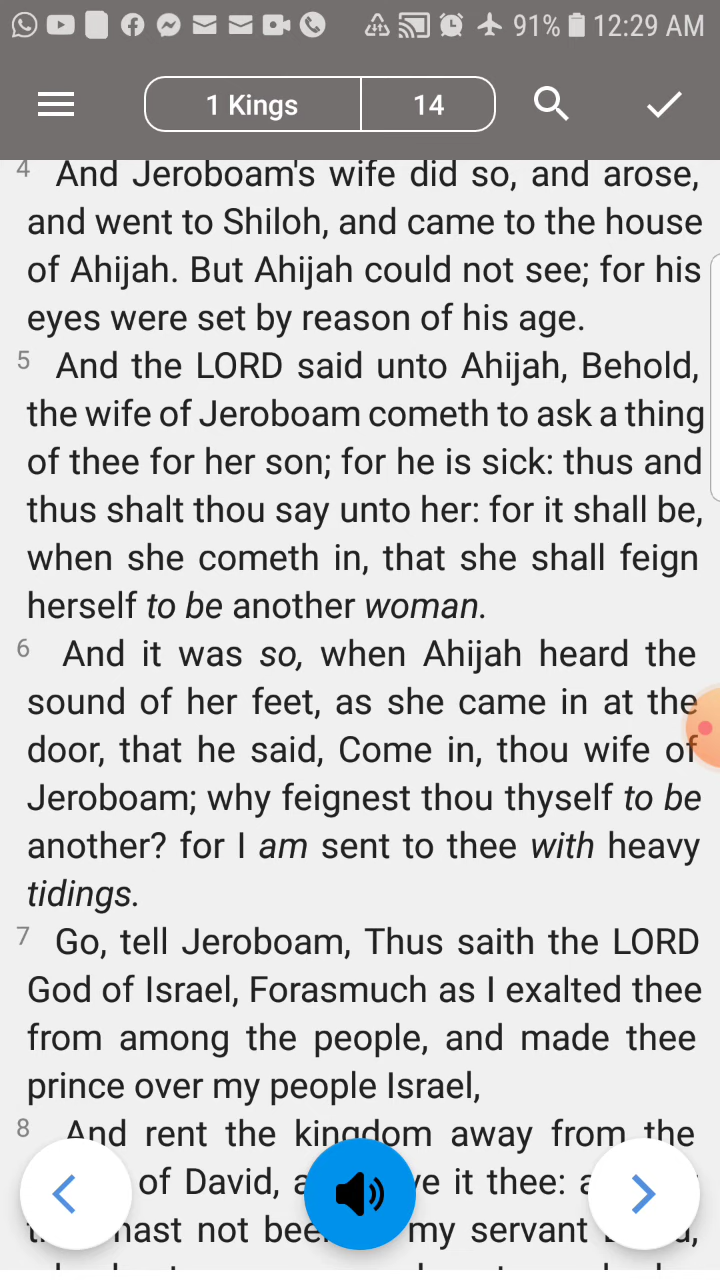 91% 12:29 AM
1 Kings 14
4 And Jeroboam's wife did so, and arose,
and went to Shiloh, and came to the house
of Ahijah. But Ahijah could not see; for his
eyes were set by reason of his age.
5 And the LORD said unto Ahijah, Behold,
the wife of Jeroboam cometh to ask a thing
of thee for her son; for he is sick: thus and
thus shalt thou say unto her: for it shall be,
when she cometh in, that she shall feign
herself to be another woman.
6 And it was so, when Ahijah heard the
sound of her feet, as she came in at the
door, that he said, Come in, thou wife of
Jeroboam; why feignest thou thyself to be
another? for I am sent to thee with heavy
tidings.
7 Go, tell Jeroboam, Thus saith the LORD
God of Israel, Forasmuch as I exalted thee
from among the people, and made thee
prince over my people Israel,
8 And rent the kingdom away from the
of David, it thee:
hast not my servant